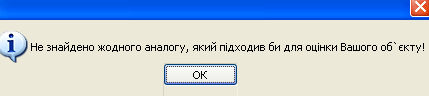 Не знайдено жодного аналогу, який підходив би для оцінки Вашого об`єкту!
OK